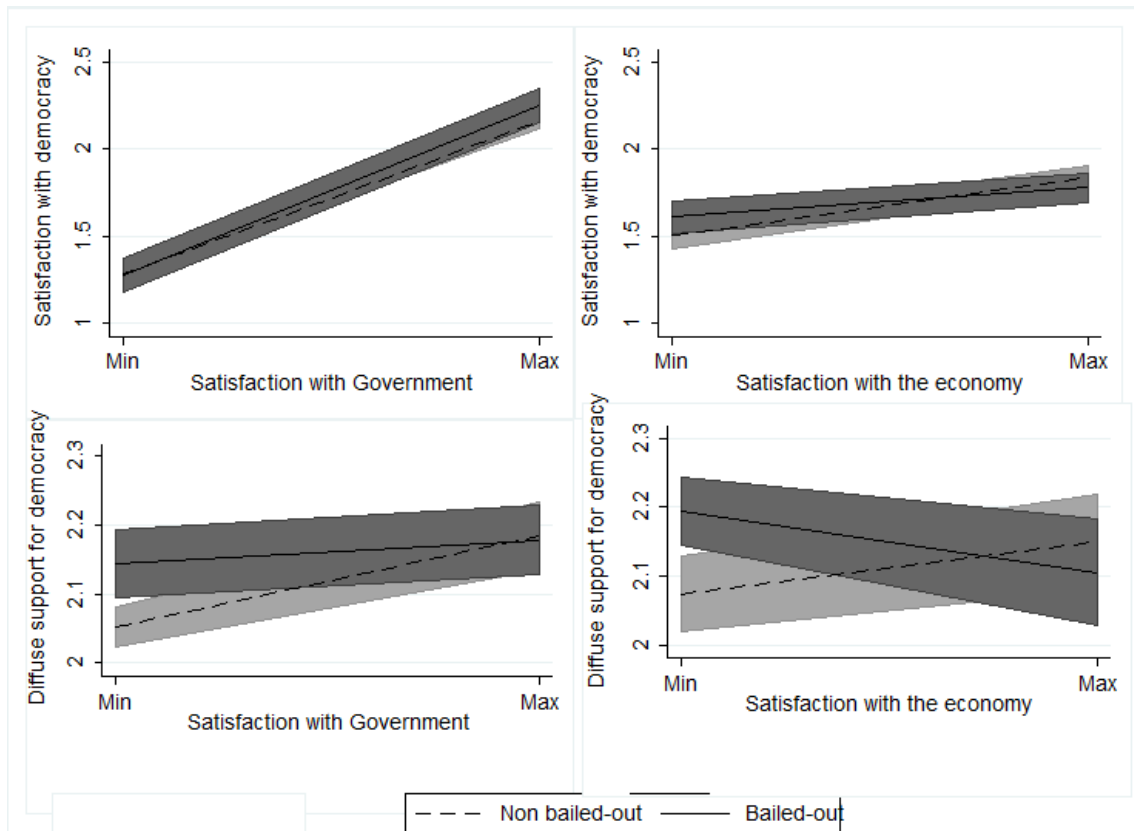 Satisfaction with democracy
2.5
2
1.5
1
Min
Max
Satisfaction with Government
Satisfaction with democracy
2.5
2
1.5
1
Min
Max
Satisfaction with the economy
Diffuse support for democracy
2.3
2.2
2.1
2
Min
Max
Satisfaction with Government
Diffuse support for democracy
2.3
2.2
2.1
2
Min
Max
Satisfaction with the economy
Non bailed-out
Bailed-out